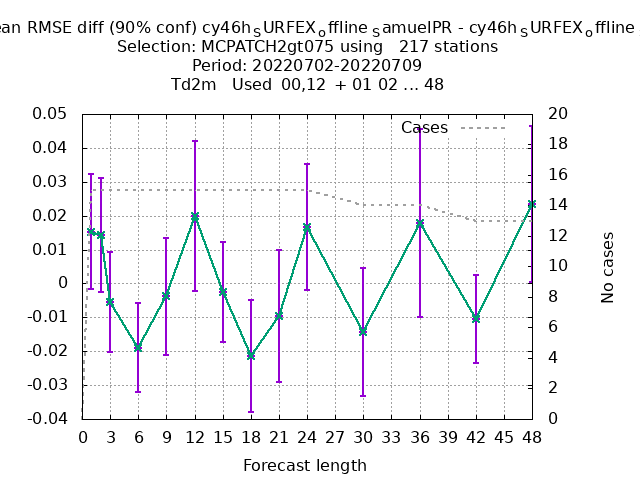 ean RMSE diff (90% conf) cy46hSURFEXoffline SamuelPR - cy46hSURFEXoffline
Selection: MCPATCH2gt075 using 217 stations
Period: 20220702-20220709
Td2m Used 00,12 + 01 02 ... 48
Cases
0.05
0.04
0.03
0.02
0.01
0
-0.01
-0.02
-0.03
-0.04
20
18
16
14
12
10
8
6
4
2
0
No cases
0 3 6 9 12 15 18 21 24 27 30 33 36 39 42 45 48
Forecast length